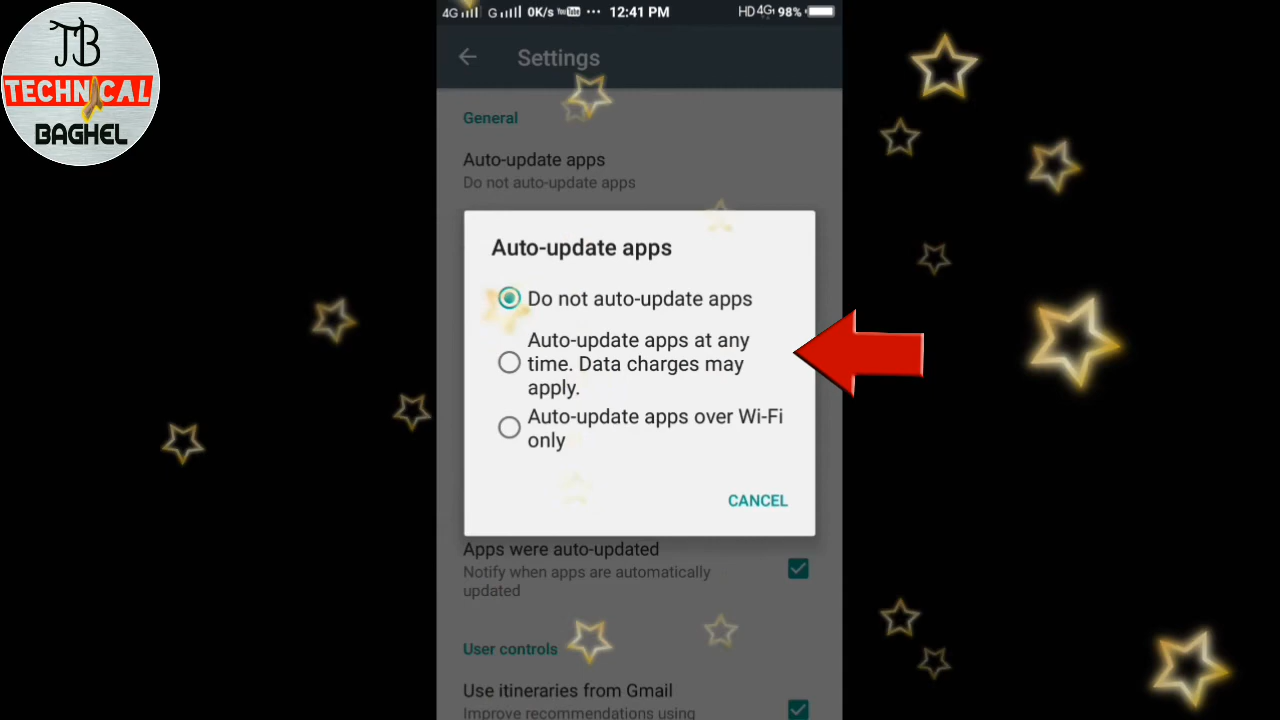 JB
TECHNICAL
BAGHEL
4G G 0K/s YouTube ••• 12:41 PM HD 4G 98%
Settings
General
Auto-update apps
Do not auto-update apps
Auto-update apps
Do not auto-update apps
Auto-update apps at any
time. Data charges may
apply.
Auto-update apps over Wi-Fi
only
CANCEL
Apps were auto-updated
Notify when apps are automatically
updated
User controls
Use itineraries from Gmail
Improve recommendations using